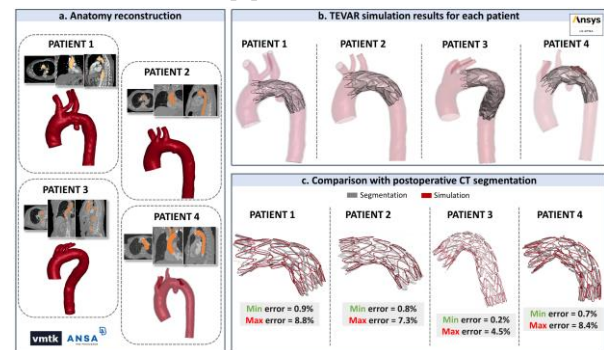 a. Anatomy reconstruction
PATIENT 1
PATIENT 2
PATIENT 3
PATIENT 4
vmtk ANSA
b. TEVAR simulation results for each patient
Ansys
PATIENT 1 PATIENT 2 PATIENT 3 PATIENT 4
c. Comparison with postoperative CT segmentation
Segmentation Simulation
PATIENT 1 PATIENT 2 PATIENT 3 PATIENT 4
Min error = 0.9%
Max error = 8.8%
Min error = 0.8%
Max error = 7.3%
Min error = 0.2%
Max error = 4.5%
Min error = 0.7%
Max error = 8.4%